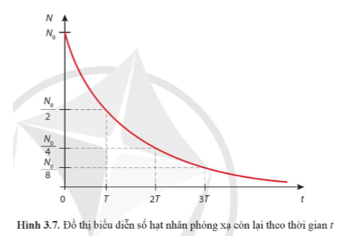 N
N₀
N₀/2
N₀/4
N₀/8
0 T 2T 3T t
Hình 3.7. Đồ thị biểu diễn số hạt nhân phóng xạ còn lại theo thời gian t